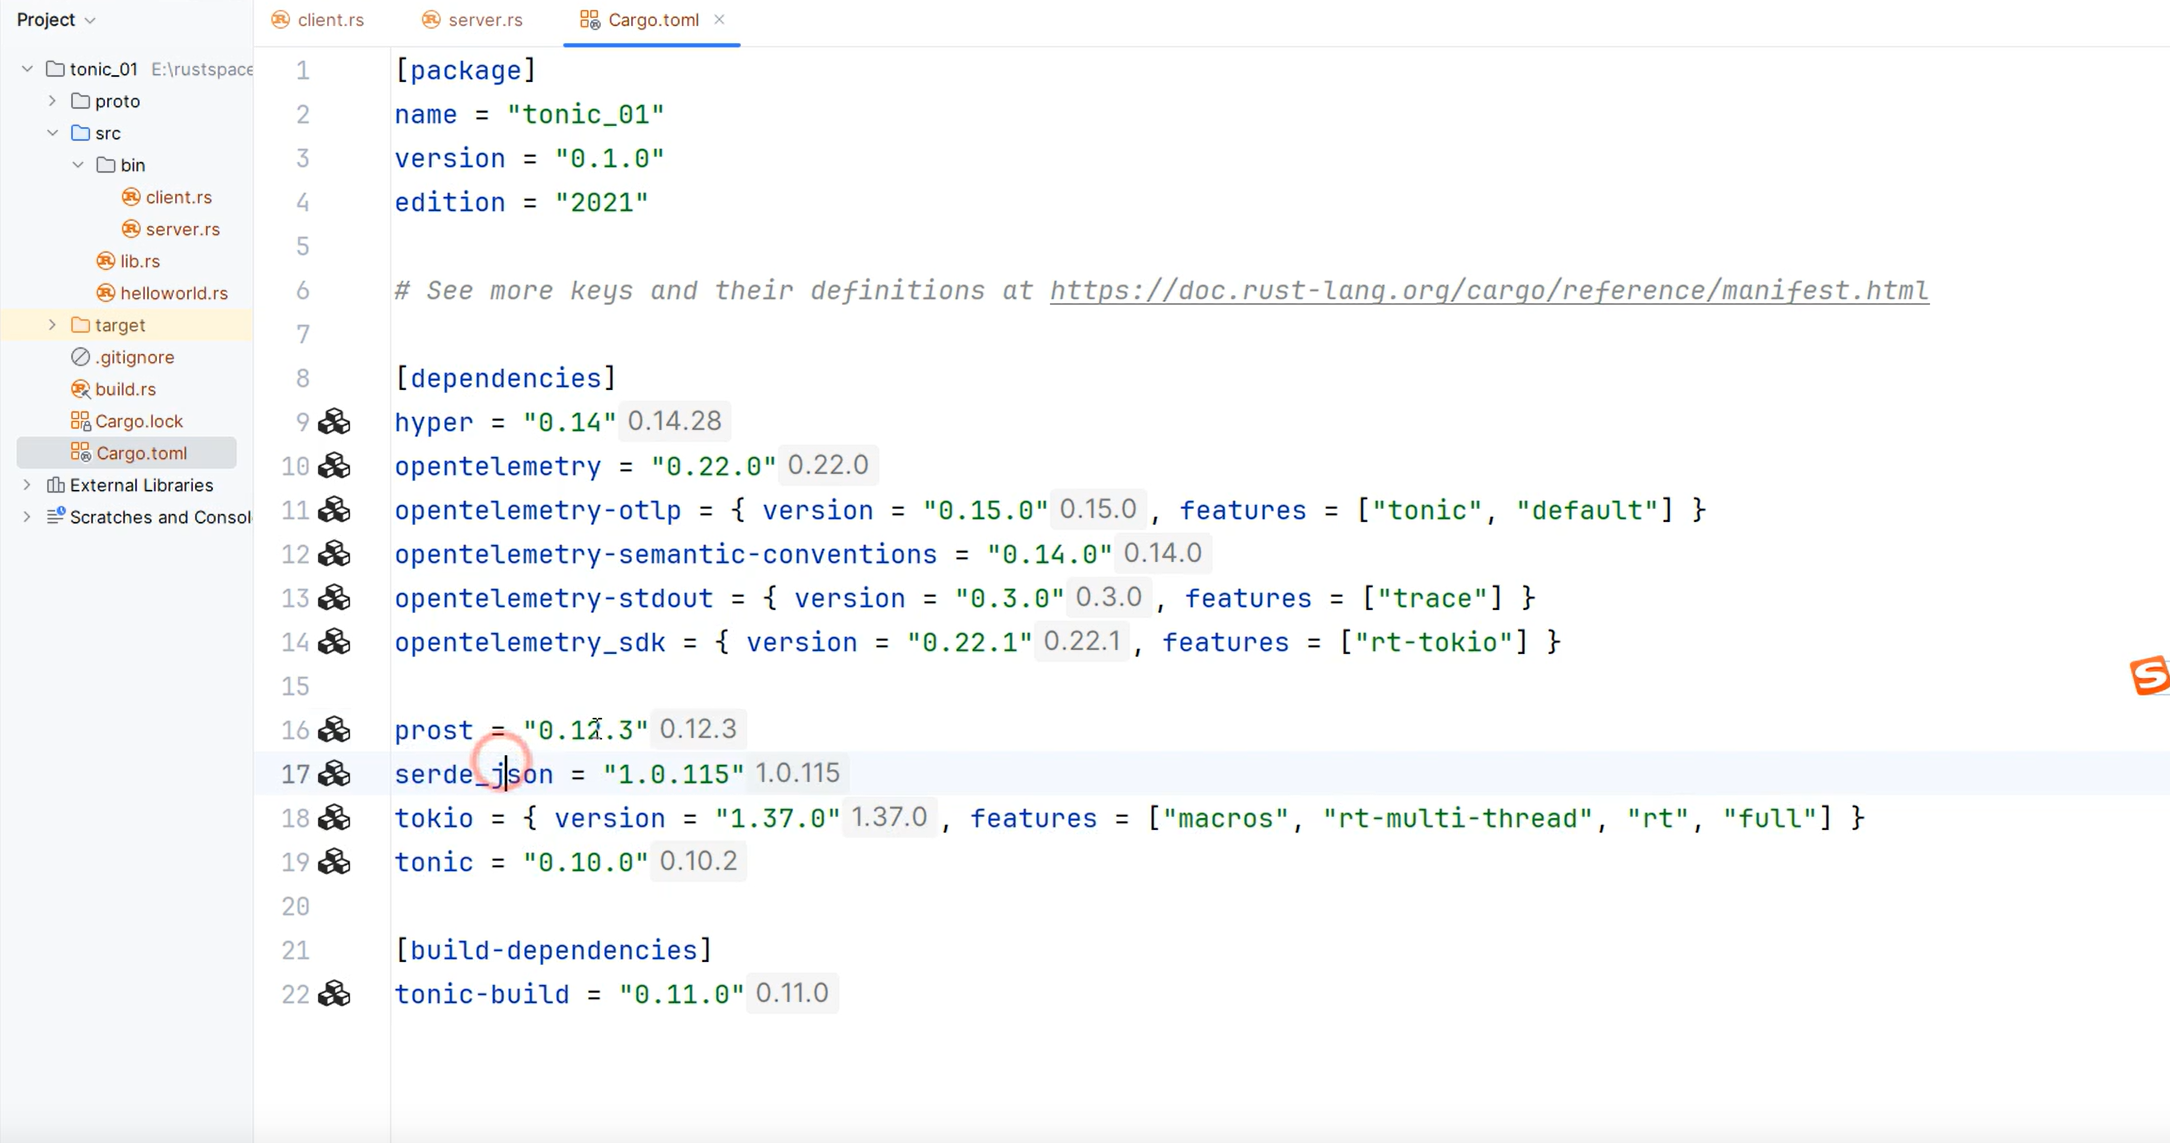 Project
client.rs
server.rs
Cargo.toml
tonic_01 E:\rustspace
proto
src
bin
client.rs
server.rs
lib.rs
helloworld.rs
target
.gitignore
build.rs
Cargo.lock
Cargo.toml
External Libraries
Scratches and Consol
1 [package]
2 name = "tonic_01"
3 version = "0.1.0"
4 edition = "2021"
5
6 # See more keys and their definitions at https://doc.rust-lang.org/cargo/reference/manifest.html
7
8 [dependencies]
9 hyper = "0.14" 0.14.28
10 opentelemetry = "0.22.0" 0.22.0
11 opentelemetry-otlp = { version = "0.15.0" 0.15.0 , features = ["tonic", "default"] }
12 opentelemetry-semantic-conventions = "0.14.0" 0.14.0
13 opentelemetry-stdout = { version = "0.3.0" 0.3.0 , features = ["trace"] }
14 opentelemetry_sdk = { version = "0.22.1" 0.22.1 , features = ["rt-tokio"] }
15
16 prost = "0.12.3" 0.12.3
17 serde_json = "1.0.115" 1.0.115
18 tokio = { version = "1.37.0" 1.37.0 , features = ["macros", "rt-multi-thread", "rt", "full"] }
19 tonic = "0.10.0" 0.10.2
20
21 [build-dependencies]
22 tonic-build = "0.11.0" 0.11.0